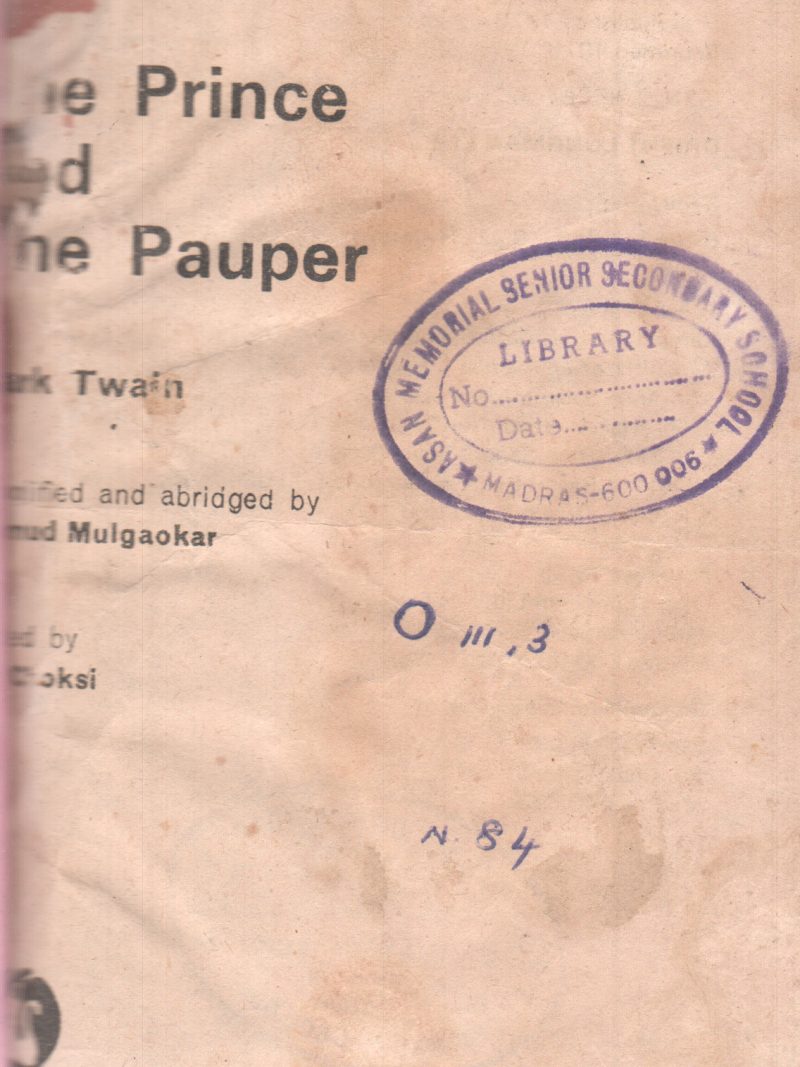 Prince
Pauper
Twain
and abridged by
Mulgaokar
by
ASAN MEMORIAL SENIOR SECONDARY SCHOOL
LIBRARY
No.....................
Date..............
MADRAS-600 006
O III, 3
N. 84